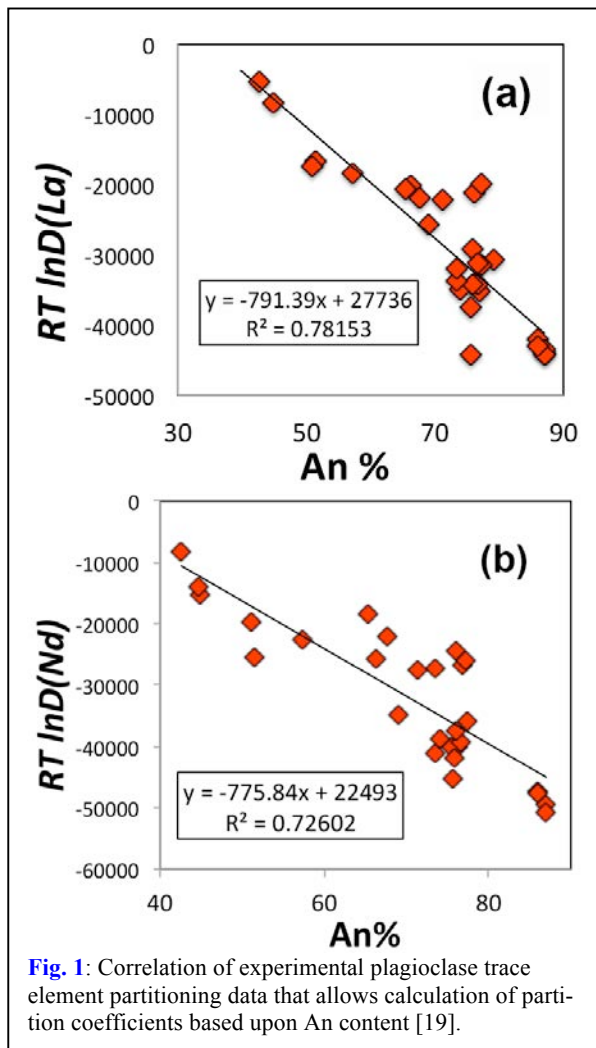 0
-10000
-20000
-30000
-40000
-50000
RT lnD(La)
(a)
y = -791.39x + 27736
R² = 0.78153
30 50 70 90
An %
0
-10000
-20000
-30000
-40000
-50000
-60000
RT lnD(Nd)
(b)
y = -775.84x + 22493
R² = 0.72602
40 60 80
An%
Fig. 1: Correlation of experimental plagioclase trace
element partitioning data that allows calculation of parti-
tion coefficients based upon An content [19].